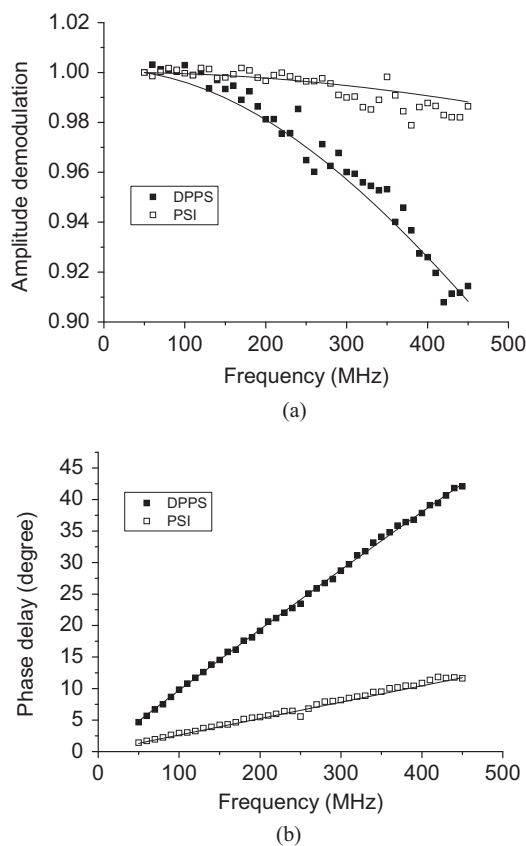 1.00
0.98
0.96
0.94
0.92
0.90
Amplitude demodulation
DPPS
PSI
0 100 200 300 400 500
Frequency (MHz)
(a)
45
40
35
30
25
20
15
10
5
0
Phase delay (degree)
DPPS
PSI
0 100 200 300 400 500
Frequency (MHz)
(b)